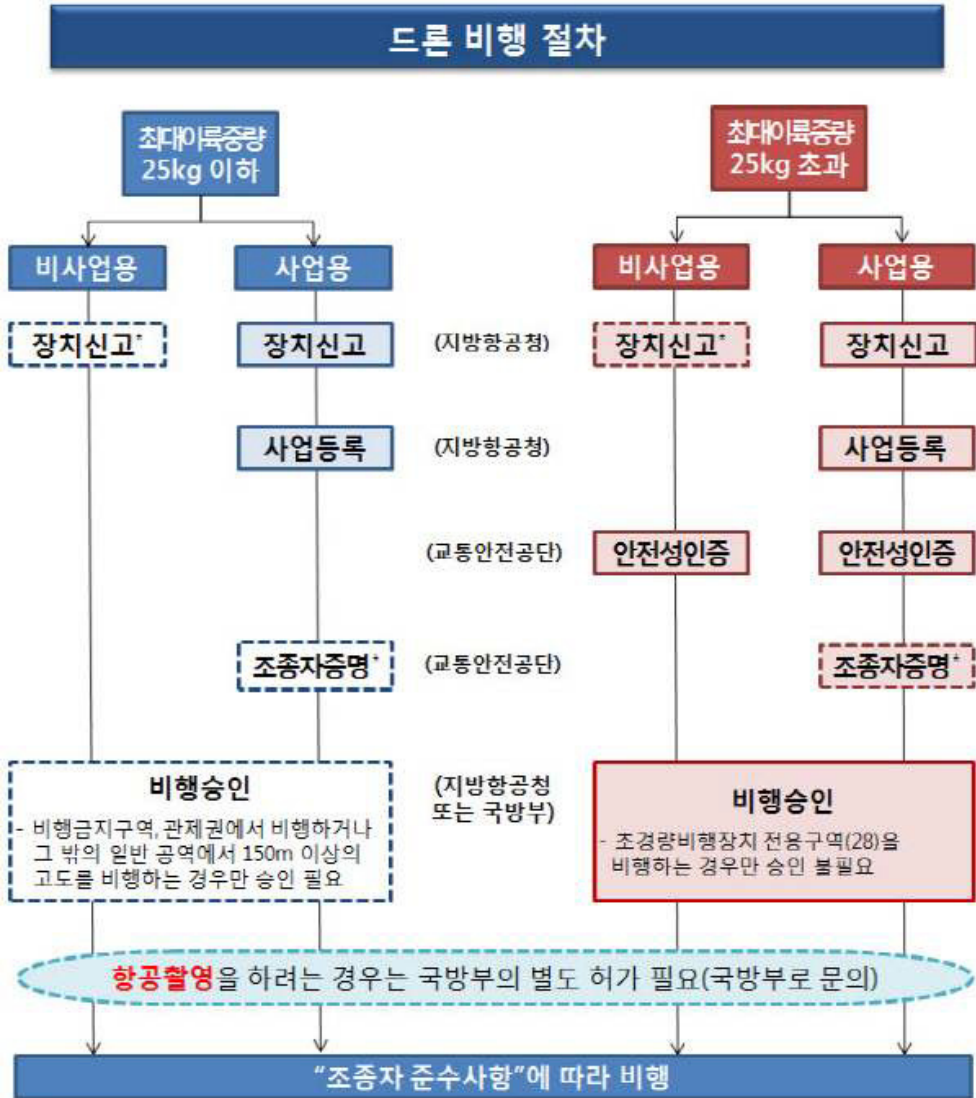 드론 비행 절차
최대이륙중량
25kg 이하
최대이륙중량
25kg 초과
비사업용
사업용
비사업용
사업용
장치신고*
장치신고
(지방항공청)
장치신고*
장치신고
사업등록
(지방항공청)
사업등록
(교통안전공단)
안전성인증
안전성인증
조종자증명*
(교통안전공단)
조종자증명*
비행승인
- 비행금지구역, 관제권에서 비행하거나
그 밖의 일반 공역에서 150m 이상의
고도를 비행하는 경우만 승인 필요
(지방항공청
또는 국방부)
비행승인
- 초경량비행장치 전용구역(28)을
비행하는 경우만 승인 불필요
항공촬영을 하려는 경우는 국방부의 별도 허가 필요(국방부로 문의)
“조종자 준수사항”에 따라 비행